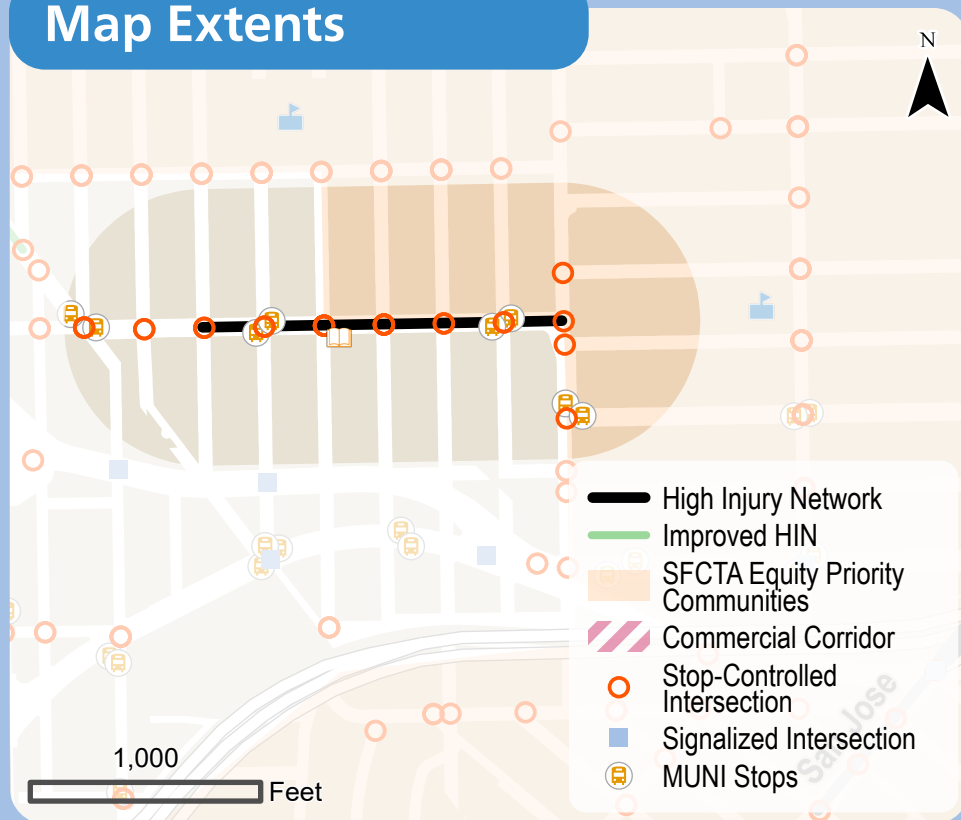 Map Extents
N
High Injury Network
Improved HIN
SFCTA Equity Priority
Communities
Commercial Corridor
Stop-Controlled
Intersection
Signalized Intersection
MUNI Stops
San Jose
1,000
Feet